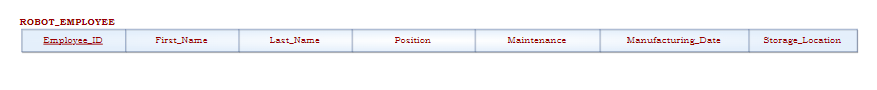 ROBOT_EMPLOYEE
Employee_ID First_Name Last_Name Position Maintenance Manufacturing_Date Storage_Location